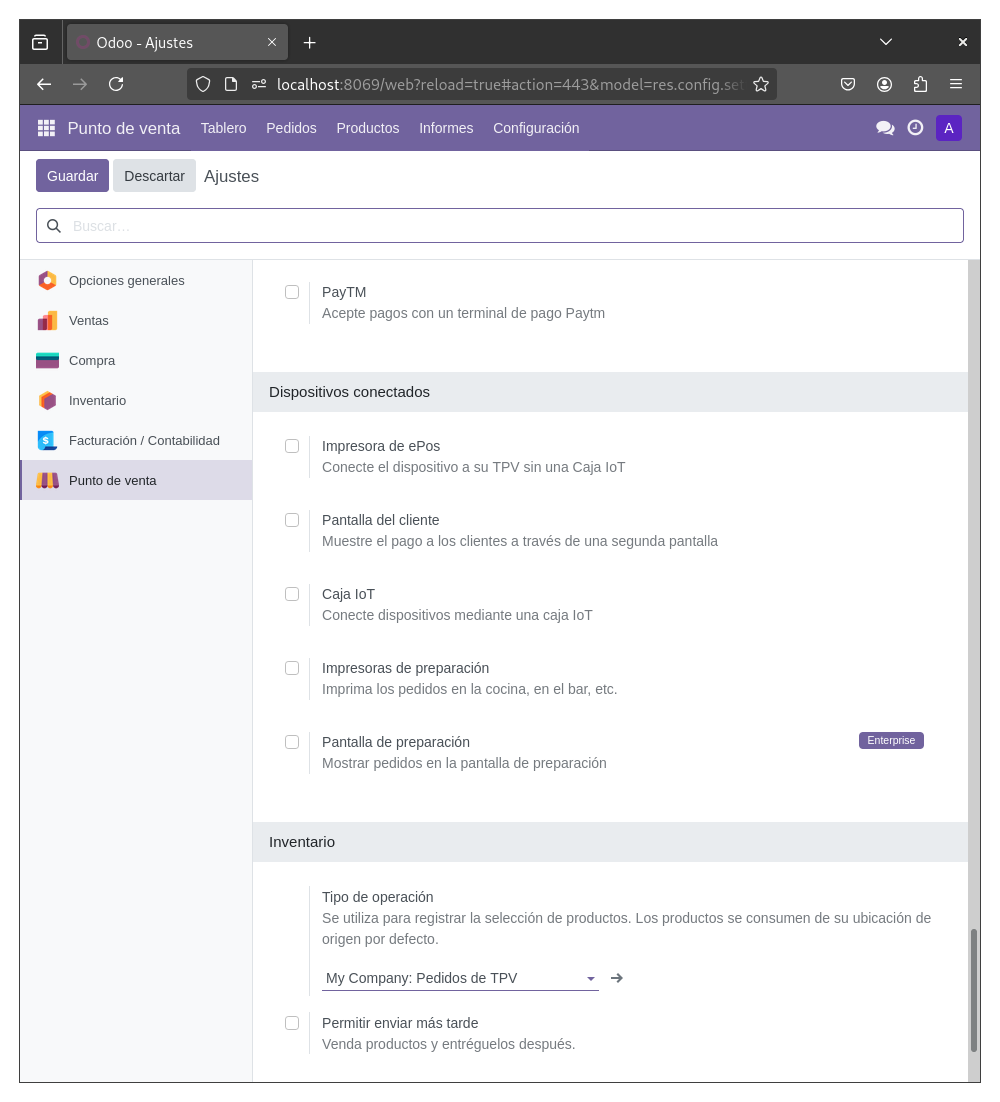 Odoo - Ajustes
localhost:8069/web?reload=true#action=443&model=res.config.set
Punto de venta Tablero Pedidos Productos Informes Configuración A
Guardar Descartar Ajustes
Buscar...
Opciones generales
Ventas
Compra
Inventario
Facturación / Contabilidad
Punto de venta
PayTM
Acepte pagos con un terminal de pago Paytm
Dispositivos conectados
Impresora de ePos
Conecte el dispositivo a su TPV sin una Caja IoT
Pantalla del cliente
Muestre el pago a los clientes a través de una segunda pantalla
Caja IoT
Conecte dispositivos mediante una caja IoT
Impresoras de preparación
Imprima los pedidos en la cocina, en el bar, etc.
Pantalla de preparación Enterprise
Mostrar pedidos en la pantalla de preparación
Inventario
Tipo de operación
Se utiliza para registrar la selección de productos. Los productos se consumen de su ubicación de
origen por defecto.
My Company: Pedidos de TPV
Permitir enviar más tarde
Venda productos y entréguelos después.